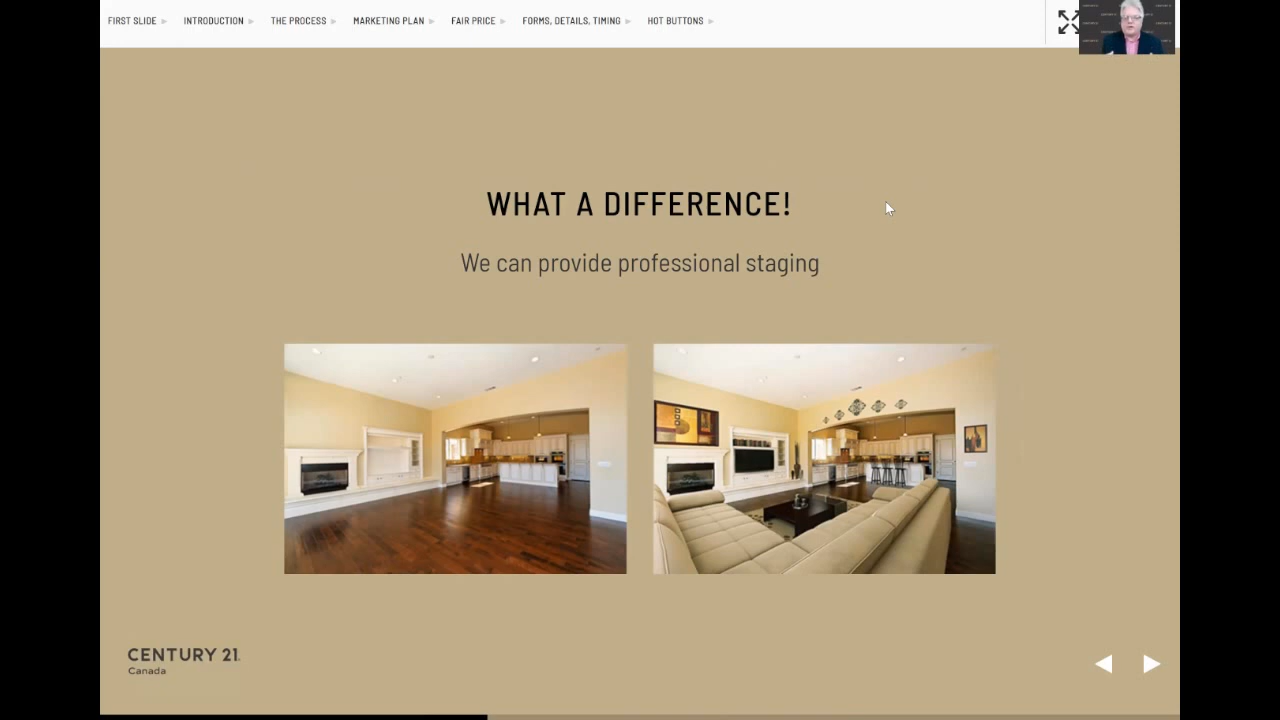 FIRST SLIDE
INTRODUCTION
THE PROCESS
MARKETING PLAN
FAIR PRICE
FORMS, DETAILS, TIMING
HOT BUTTONS
WHAT A DIFFERENCE!
We can provide professional staging
CENTURY 21.
Canada